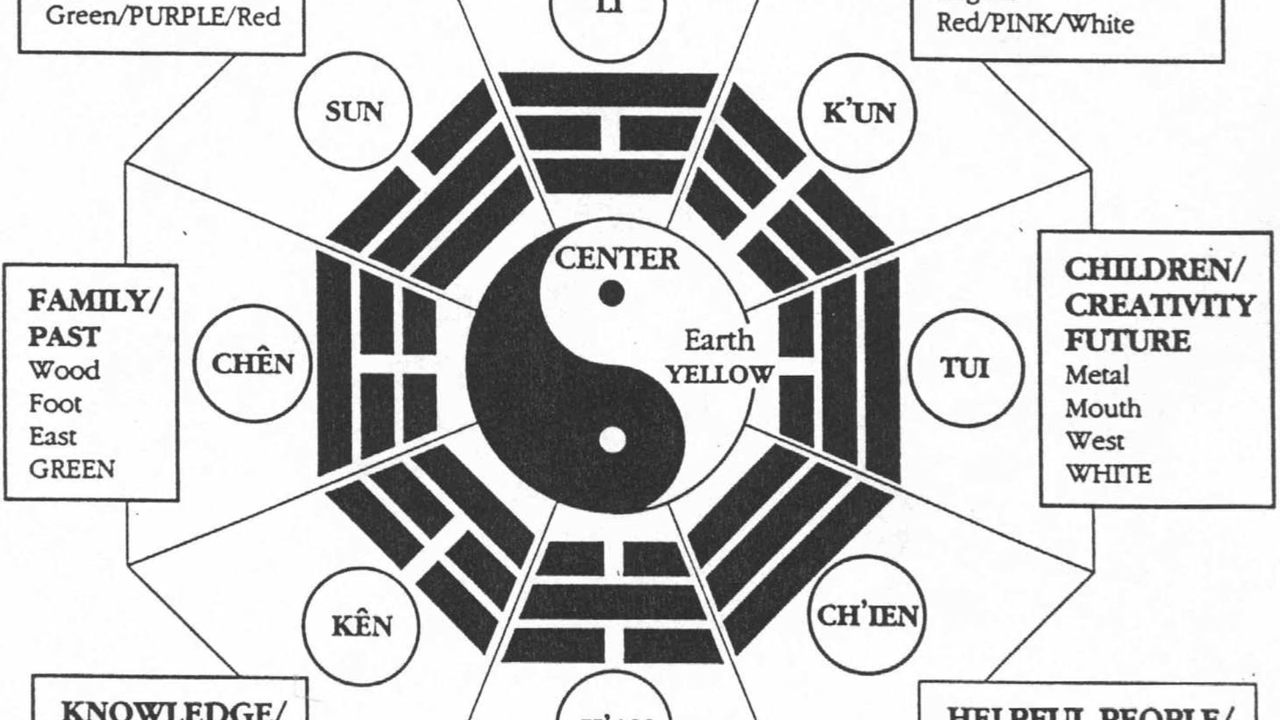 Green/PURPLE/Red
LI
Red/PINK/White
SUN
K'UN
CENTER
Earth
YELLOW
FAMILY/
PAST
Wood
Foot
East
GREEN
CHÊN
TUI
CHILDREN/
CREATIVITY
FUTURE
Metal
Mouth
West
WHITE
KÊN
CH'IEN
KNOWLEDGE/
HELPFUL PEOPLE/